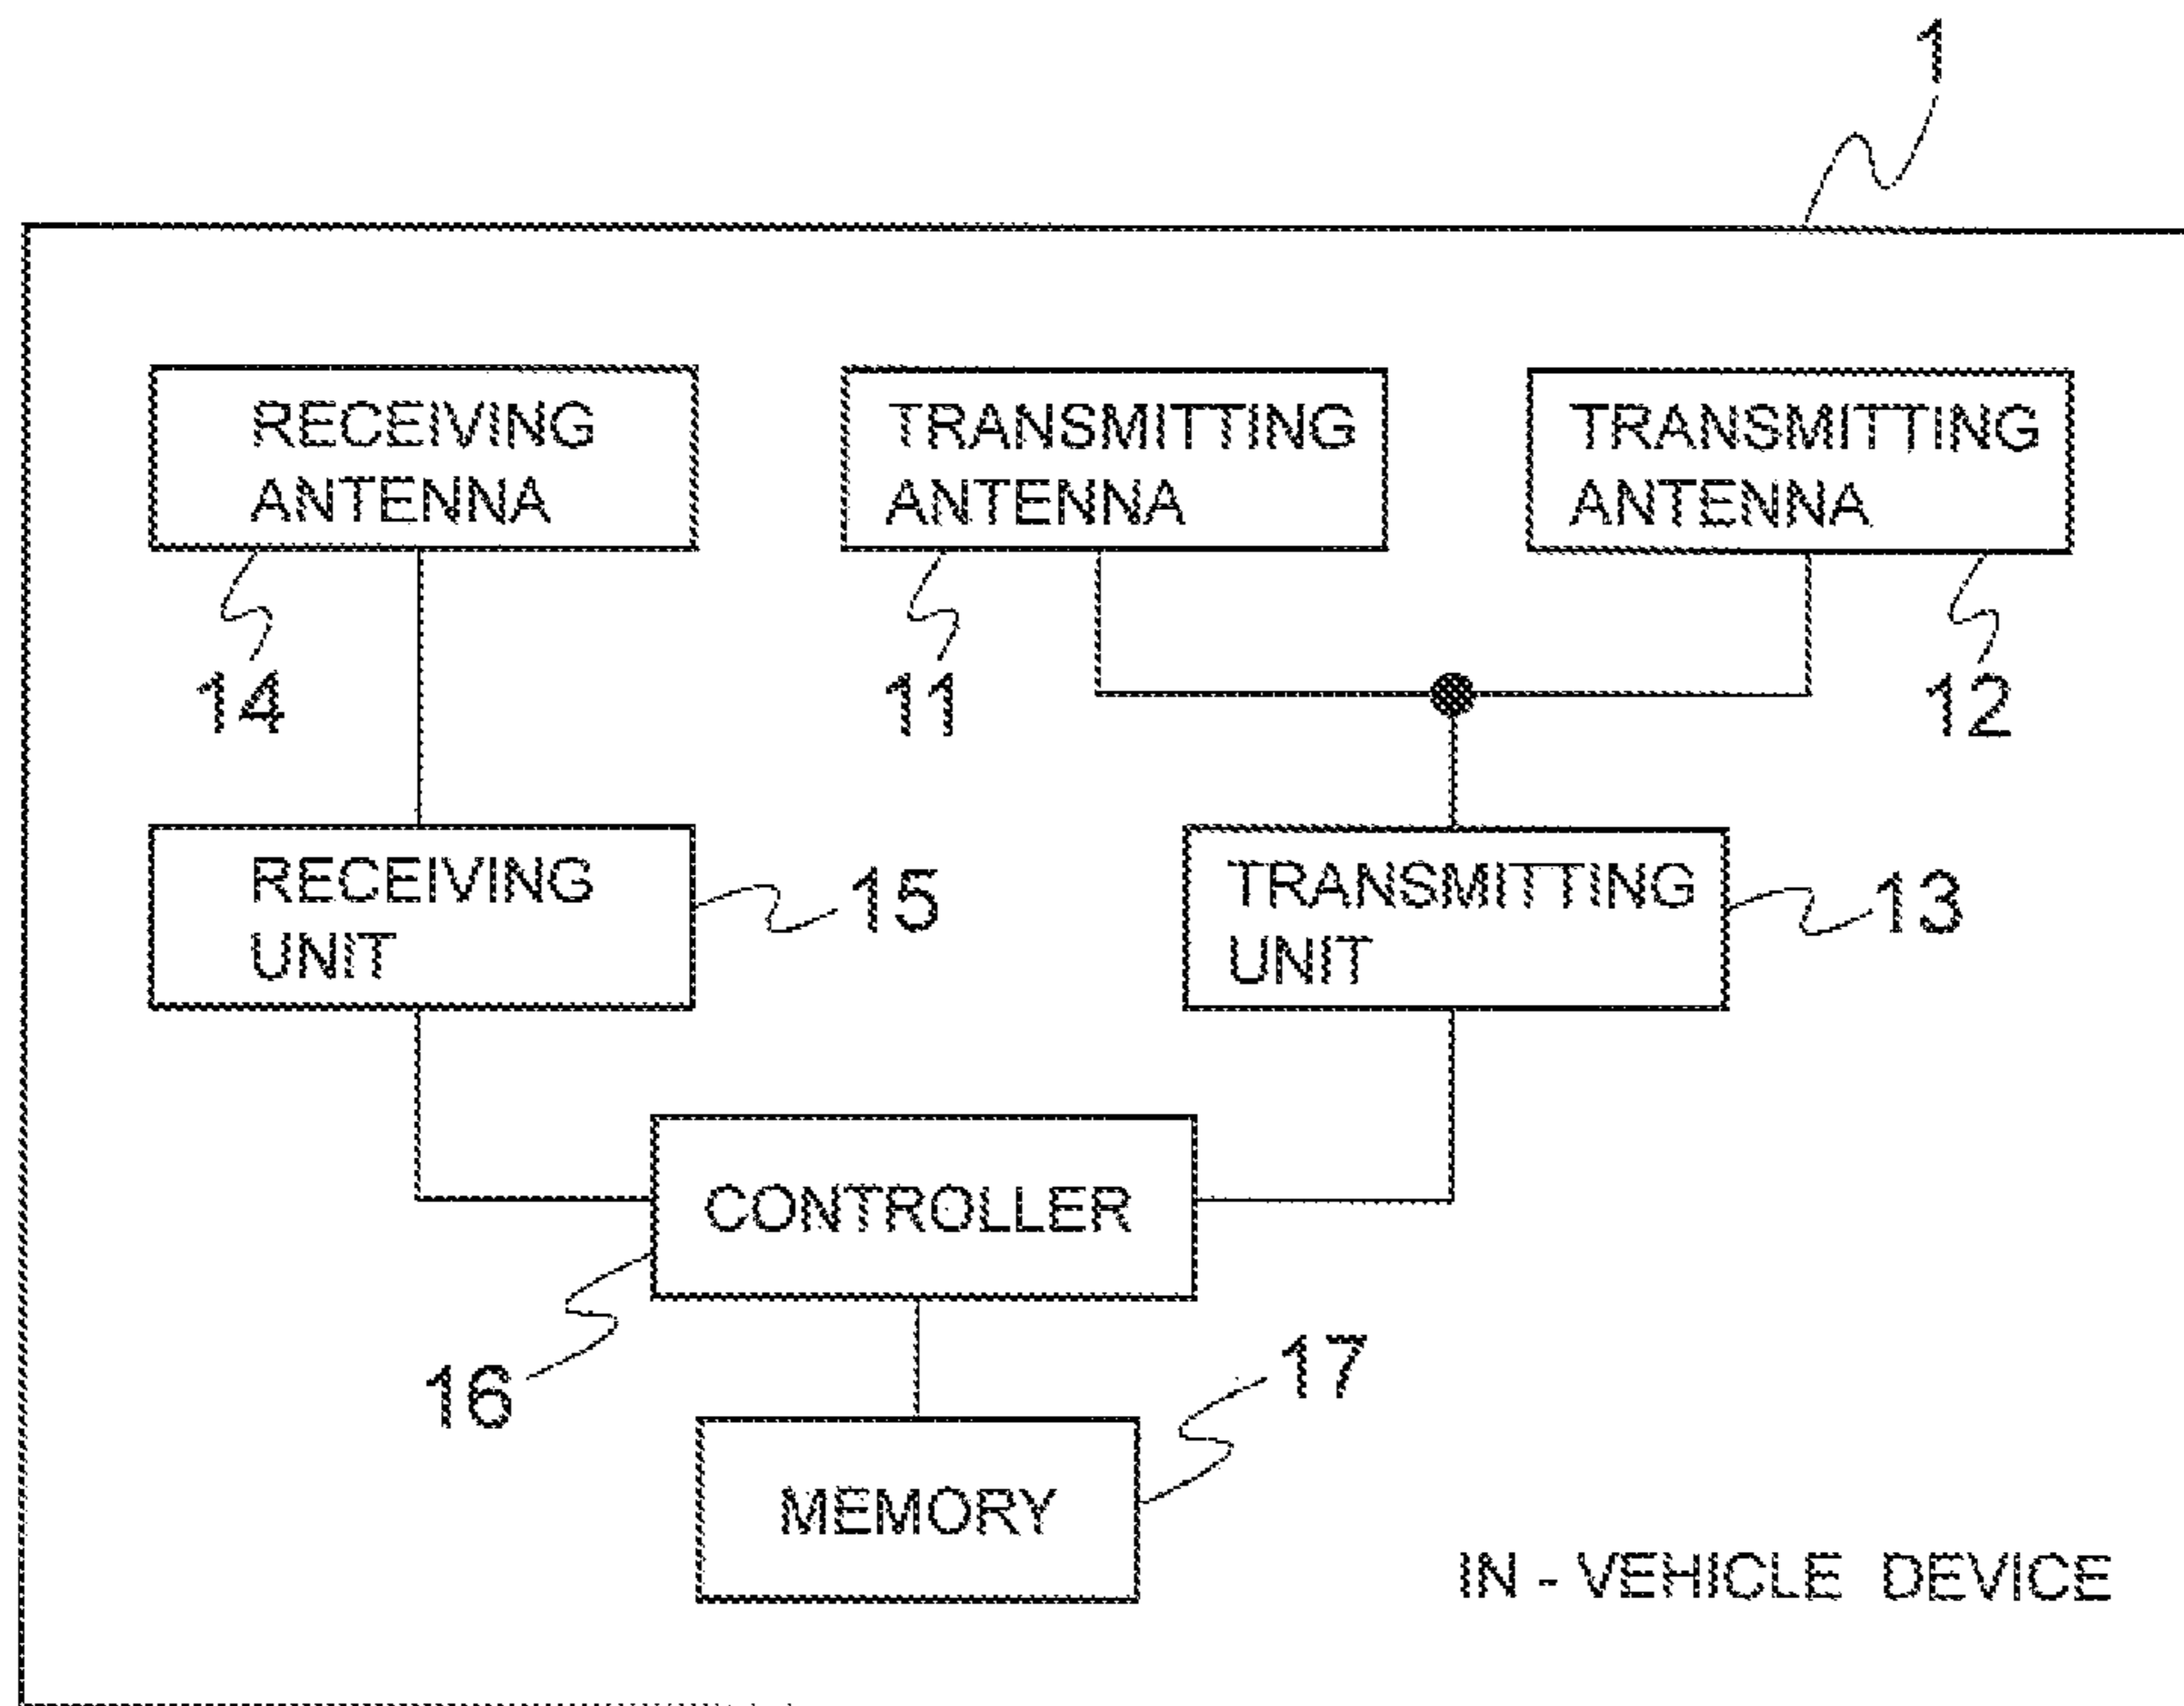 1
RECEIVING
ANTENNA
TRANSMITTING
ANTENNA
TRANSMITTING
ANTENNA
14
11
12
RECEIVING
UNIT
15
TRANSMITTING
UNIT
13
CONTROLLER
16
17
MEMORY
IN - VEHICLE DEVICE